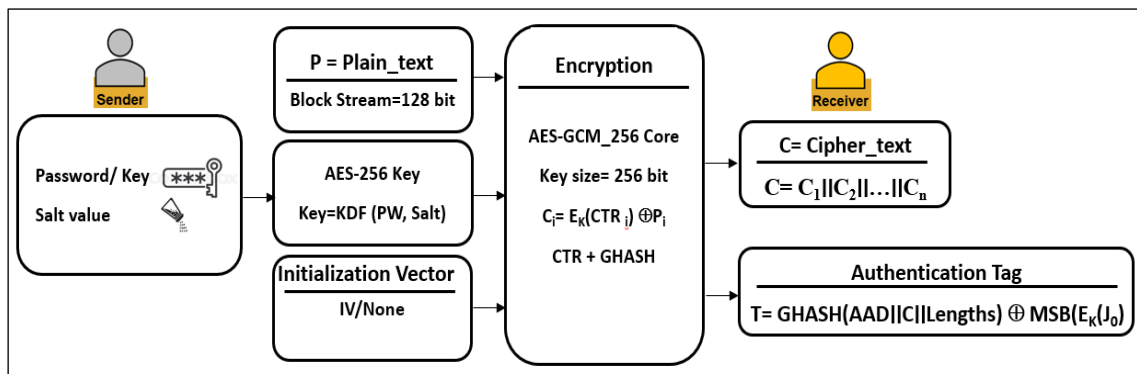 Sender
Password/ Key
***
Salt value
P = Plain_text
Block Stream=128 bit
AES-256 Key
Key=KDF (PW, Salt)
Initialization Vector
IV/None
Encryption
AES-GCM_256 Core
Key size= 256 bit
Cᵢ= E_K(CTR ᵢ) ⊕Pᵢ
CTR + GHASH
Receiver
C= Cipher_text
C= C₁||C₂||…||Cₙ
Authentication Tag
T= GHASH(AAD||C||Lengths) ⊕ MSB(E_K(J₀)